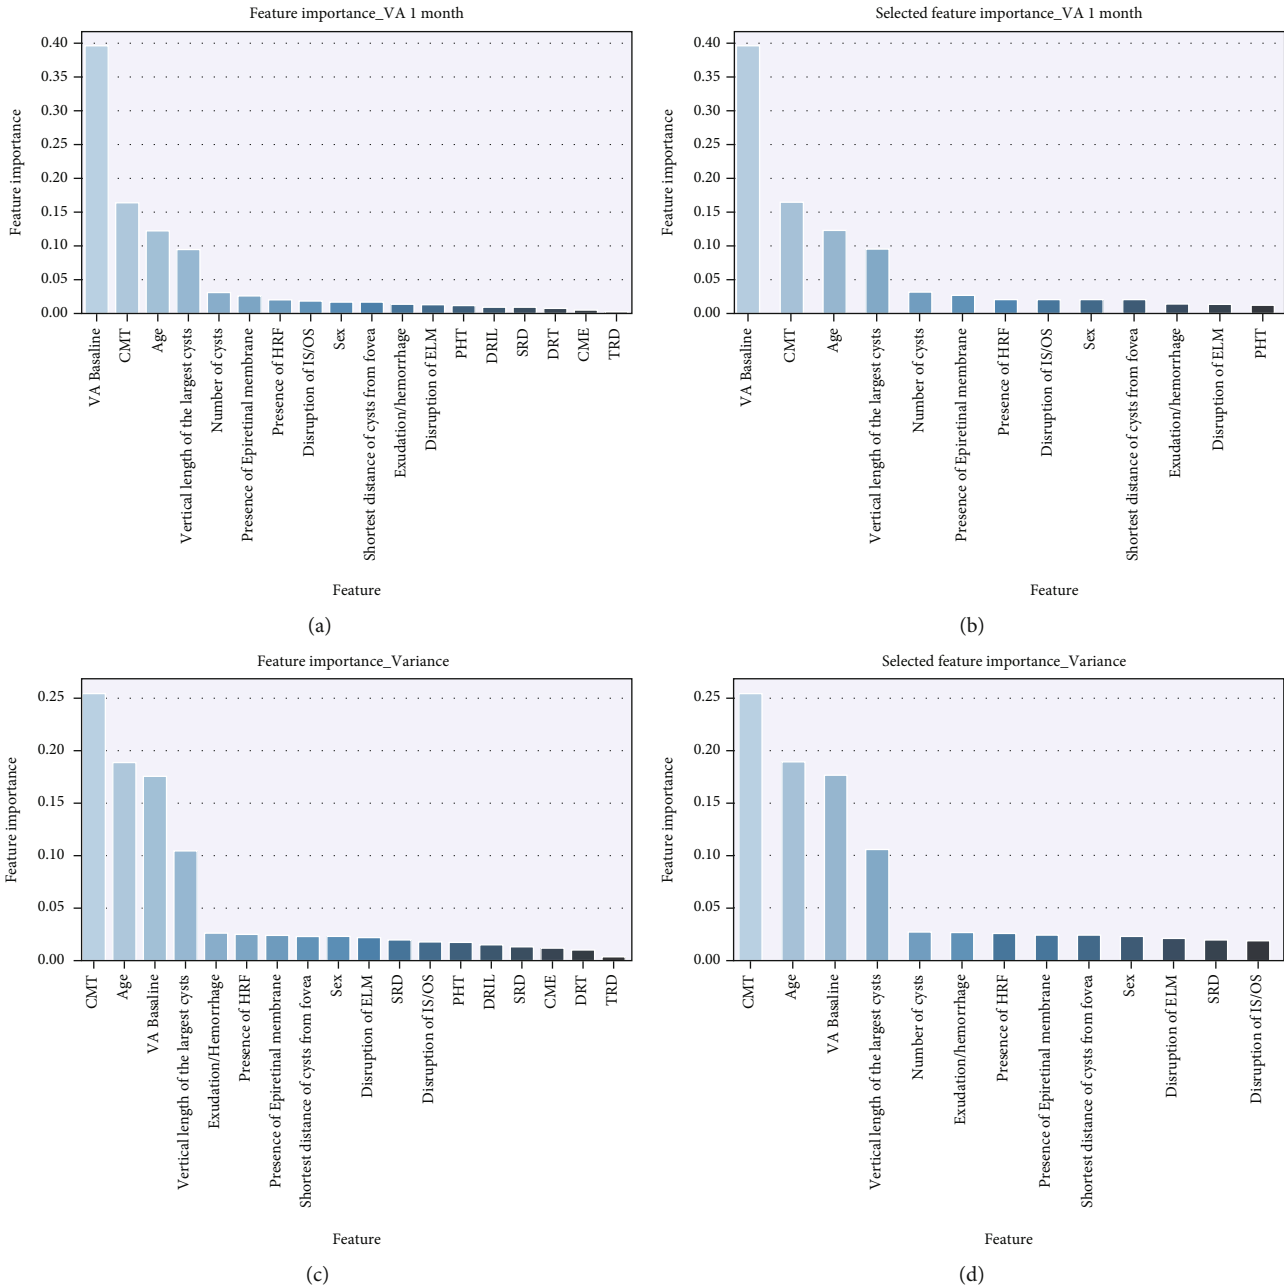 Feature importance_VA 1 month
Feature importance
0.40
0.35
0.30
0.25
0.20
0.15
0.10
0.05
0.00
VA Basaline
CMT
Age
Vertical length of the largest cysts
Number of cysts
Presence of Epiretinal membrane
Presence of HRF
Disruption of IS/OS
Sex
Shortest distance of cysts from fovea
Exudation/hemorrhage
Disruption of ELM
PHT
DRIL
SRD
DRT
CME
TRD
Feature
(a)
Selected feature importance_VA 1 month
Feature importance
0.40
0.35
0.30
0.25
0.20
0.15
0.10
0.05
0.00
VA Basaline
CMT
Age
Vertical length of the largest cysts
Number of cysts
Presence of Epiretinal membrane
Presence of HRF
Disruption of IS/OS
Sex
Shortest distance of cysts from fovea
Exudation/hemorrhage
Disruption of ELM
PHT
Feature
(b)
Feature importance_Variance
Feature importance
0.25
0.20
0.15
0.10
0.05
0.00
CMT
Age
VA Basaline
Vertical length of the largest cysts
Exudation/Hemorrhage
Presence of HRF
Presence of Epiretinal membrane
Shortest distance of cysts from fovea
Sex
Disruption of ELM
SRD
Disruption of IS/OS
PHT
DRIL
SRD
CME
DRT
TRD
Feature
(c)
Selected feature importance_Variance
Feature importance
0.25
0.20
0.15
0.10
0.05
0.00
CMT
Age
VA Basaline
Vertical length of the largest cysts
Number of cysts
Exudation/hemorrhage
Presence of HRF
Presence of Epiretinal membrane
Shortest distance of cysts from fovea
Sex
Disruption of ELM
SRD
Disruption of IS/OS
Feature
(d)